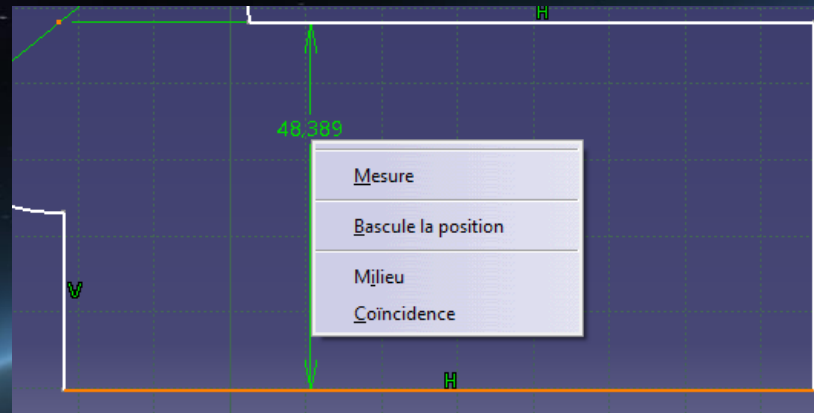 H
48,389
Mesure
Bascule la position
Milieu
Coïncidence
V
H